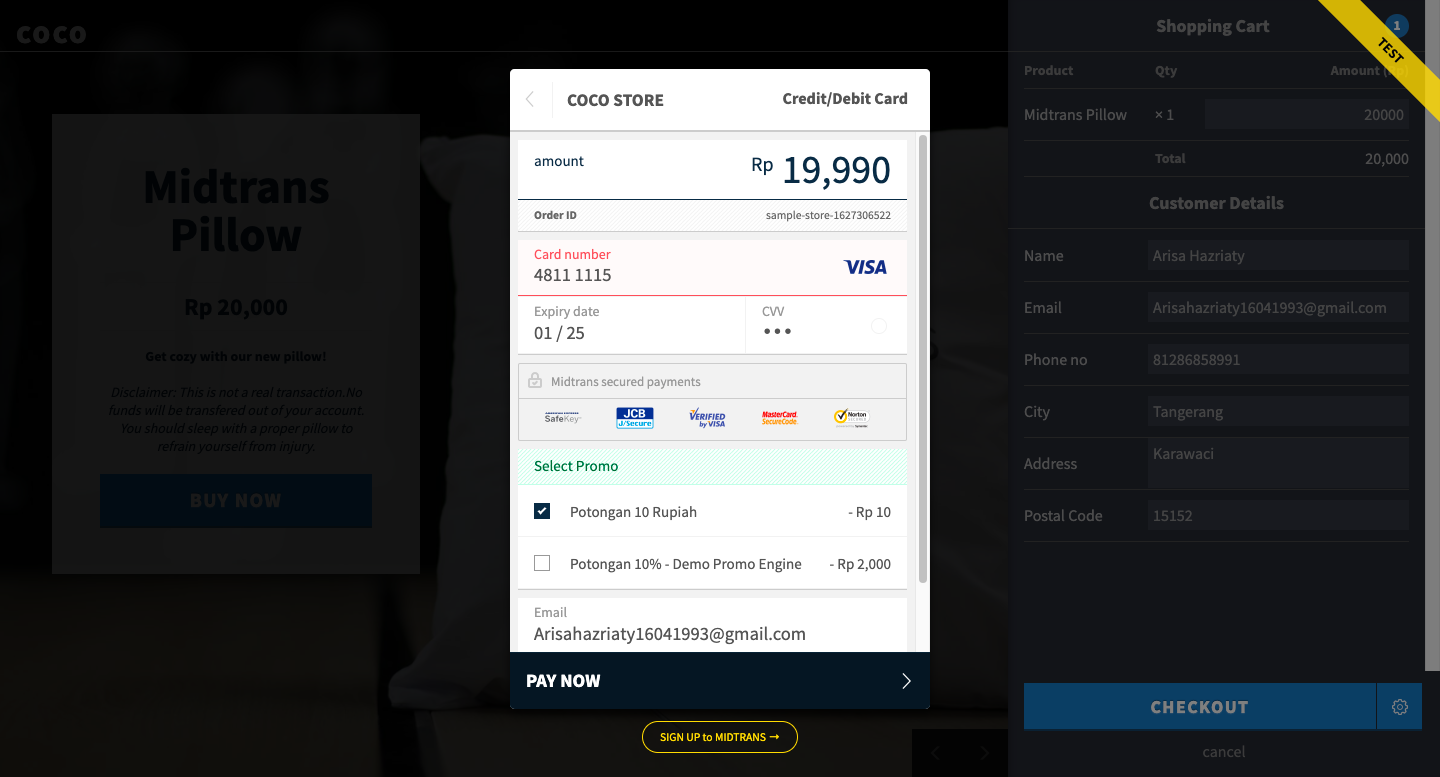 COCO
Midtrans
Pillow
Rp 20,000
Get cozy with our new pillow!
Disclaimer: This is not a real transaction.No
funds will be transfered out of your account.
You should sleep with a proper pillow to
refrain yourself from injury.
BUY NOW
COCO STORE
Credit/Debit Card
amount
Rp 19,990
Order ID
sample-store-1627306522
Card number
4811 1115
VISA
Expiry date
CVV
01 / 25
•••
Midtrans secured payments
SafeKey
JCB
J/Secure
VERIFIED
by VISA
MasterCard.
SecureCode.
Norton
Select Promo
Potongan 10 Rupiah
- Rp 10
Potongan 10% - Demo Promo Engine
- Rp 2,000
Email
Arisahazriaty16041993@gmail.com
PAY NOW
SIGN UP to MIDTRANS →
Shopping Cart
1
TEST
Product Qty Amount (Rp)
Midtrans Pillow × 1 20000
Total 20,000
Customer Details
Name Arisa Hazriaty
Email Arisahazriaty16041993@gmail.com
Phone no 81286858991
City Tangerang
Address Karawaci
Postal Code 15152
CHECKOUT
cancel